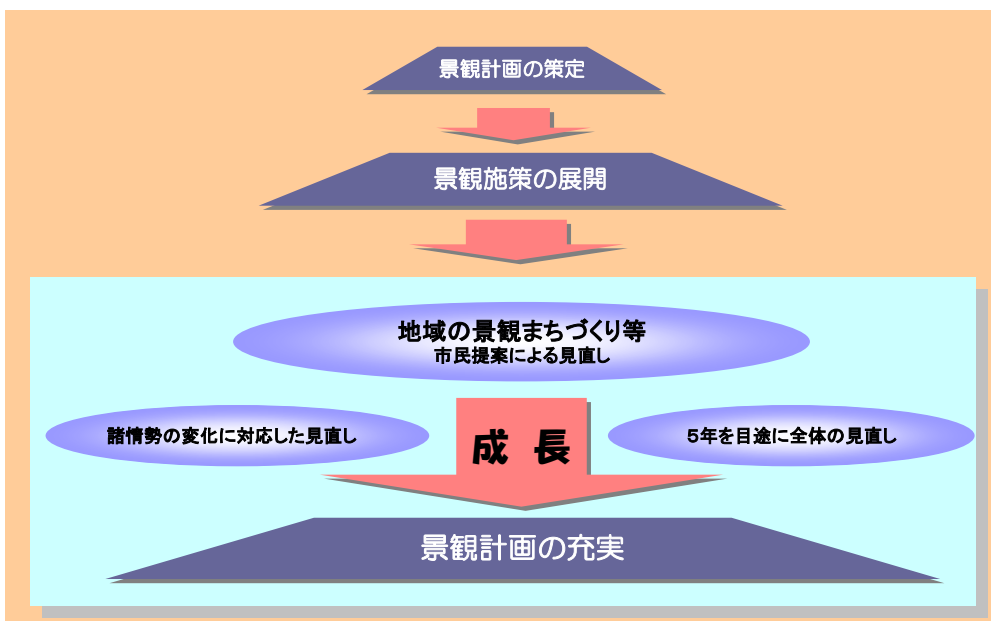 景観計画の策定
景観施策の展開
地域の景観まちづくり等
市民提案による見直し
諸情勢の変化に対応した見直し
成 長
5年を目途に全体の見直し
景観計画の充実